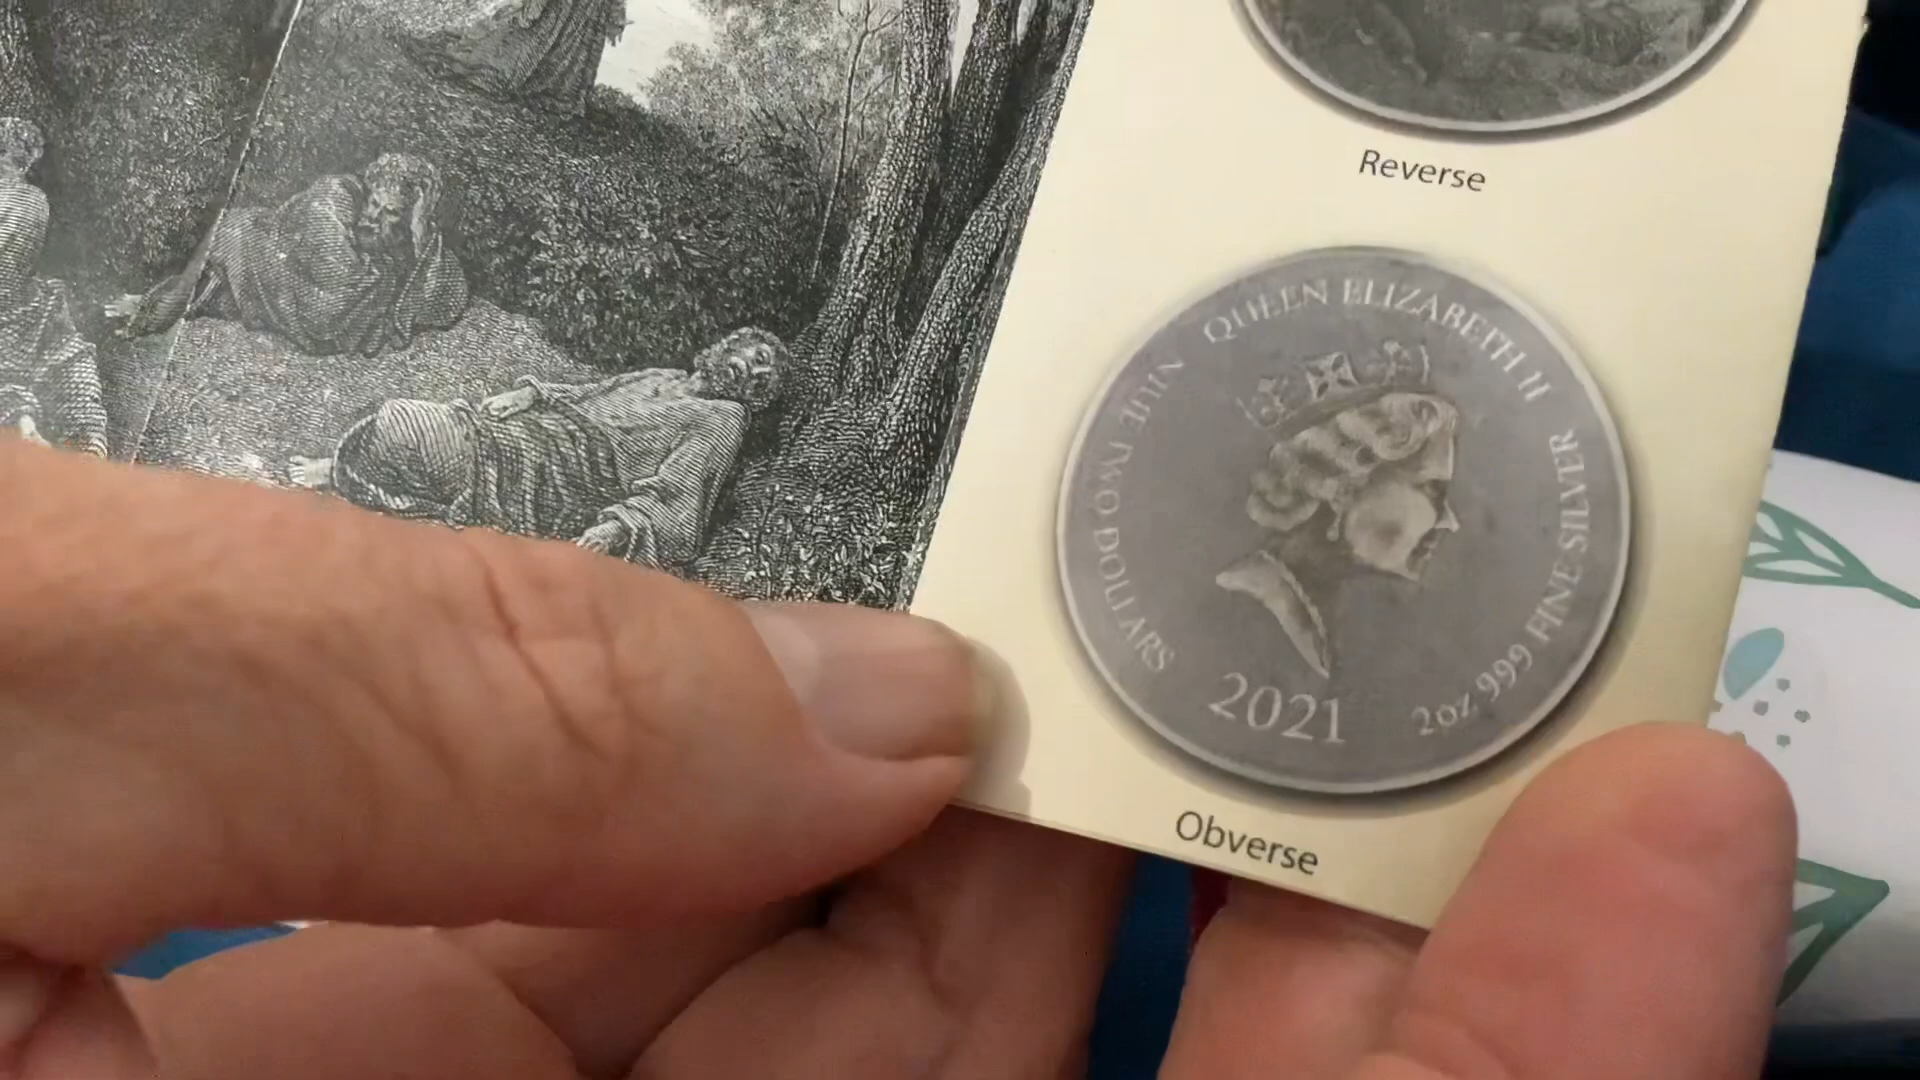 Reverse
NIUE TWO DOLLARS
QUEEN ELIZABETH II
2oz 999 FINE SILVER
2021
Obverse